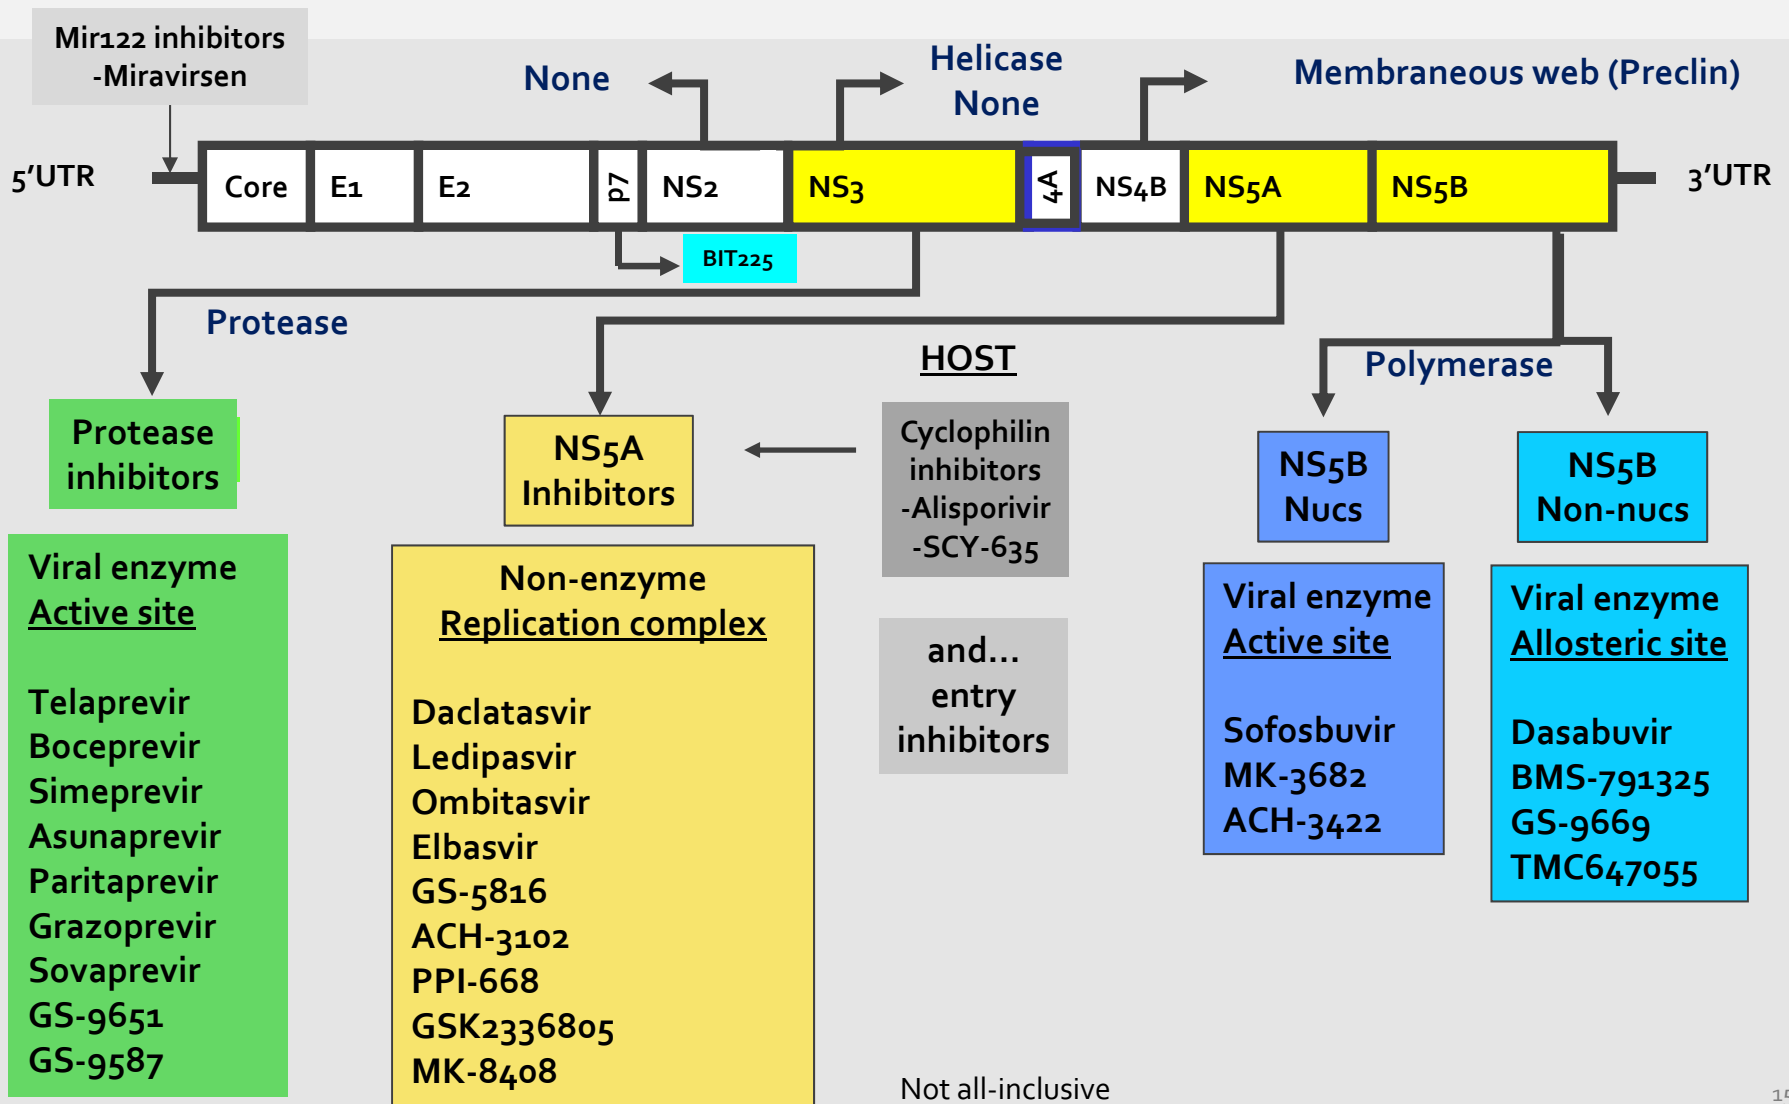 Mir122 inhibitors
-Miravirsen
None
Helicase
None
Membraneous web (Preclin)
5’UTR
Core
E1
E2
p7
NS2
NS3
4A
NS4B
NS5A
NS5B
3’UTR
BIT225
Protease
HOST
Polymerase
Protease
inhibitors
NS5A
Inhibitors
Cyclophilin
inhibitors
-Alisporivir
-SCY-635
NS5B
Nucs
NS5B
Non-nucs
Viral enzyme
Active site
Telaprevir
Boceprevir
Simeprevir
Asunaprevir
Paritaprevir
Grazoprevir
Sovaprevir
GS-9651
GS-9587
Non-enzyme
Replication complex
Daclatasvir
Ledipasvir
Ombitasvir
Elbasvir
GS-5816
ACH-3102
PPI-668
GSK2336805
MK-8408
and...
entry
inhibitors
Viral enzyme
Active site
Sofosbuvir
MK-3682
ACH-3422
Viral enzyme
Allosteric site
Dasabuvir
BMS-791325
GS-9669
TMC647055
Not all-inclusive